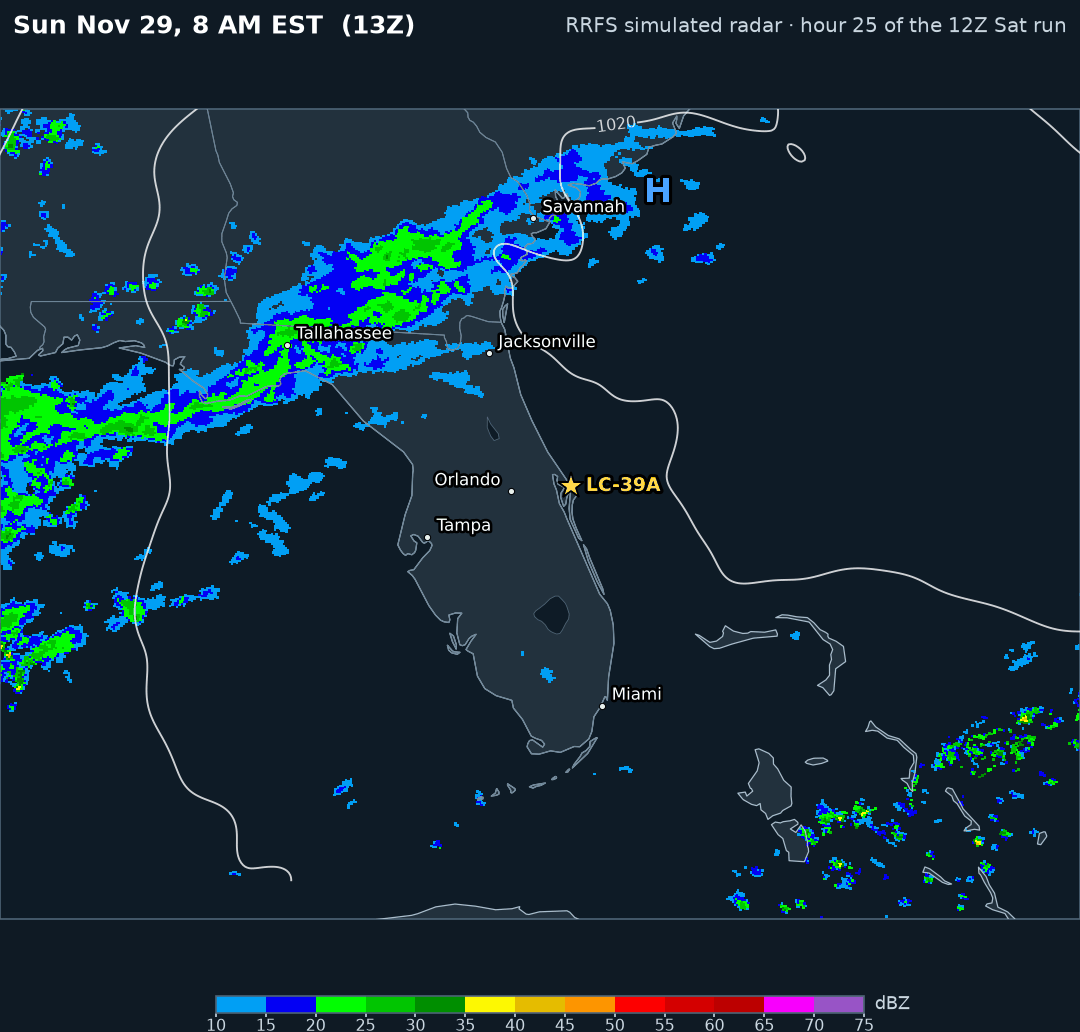 Sun Nov 29, 8 AM EST (13Z)
RRFS simulated radar · hour 25 of the 12Z Sat run
1020
H
Savannah
Tallahassee
Jacksonville
Orlando
LC-39A
Tampa
Miami
dBZ
10 15 20 25 30 35 40 45 50 55 60 65 70 75